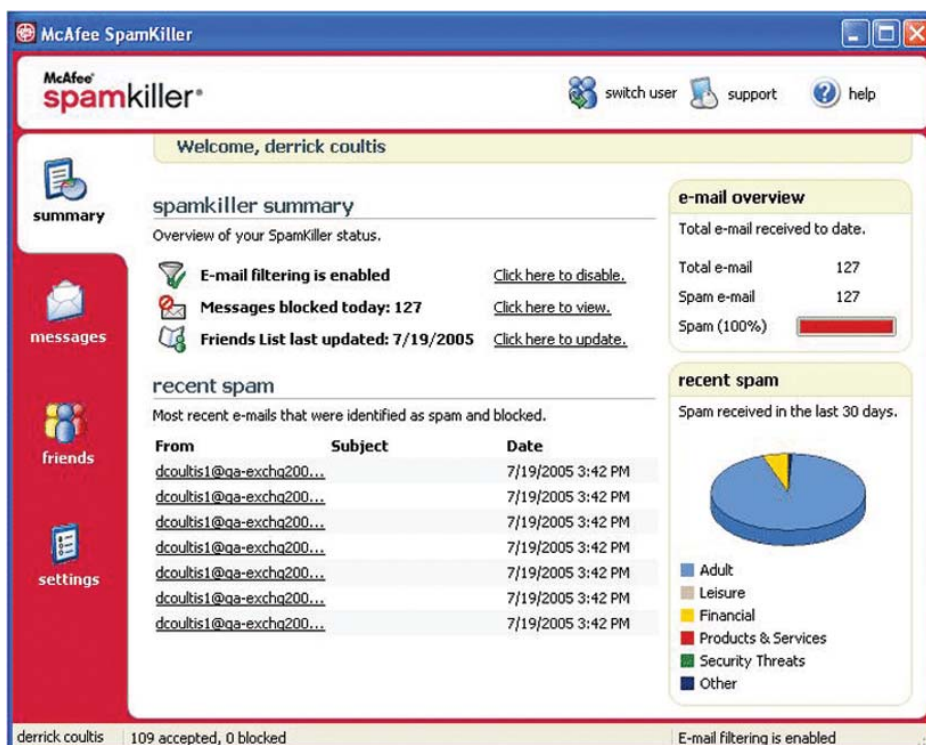 McAfee SpamKiller
McAfee®
spamkiller®
switch user
support
help
Welcome, derrick coultis
summary
messages
friends
settings
spamkiller summary
Overview of your SpamKiller status.
E-mail filtering is enabled Click here to disable.
Messages blocked today: 127 Click here to view.
Friends List last updated: 7/19/2005 Click here to update.
recent spam
Most recent e-mails that were identified as spam and blocked.
From Subject Date
dcoultis1@qa-exchq200... 7/19/2005 3:42 PM
dcoultis1@qa-exchq200... 7/19/2005 3:42 PM
dcoultis1@qa-exchq200... 7/19/2005 3:42 PM
dcoultis1@qa-exchq200... 7/19/2005 3:42 PM
dcoultis1@qa-exchq200... 7/19/2005 3:42 PM
dcoultis1@qa-exchq200... 7/19/2005 3:42 PM
dcoultis1@qa-exchq200... 7/19/2005 3:42 PM
e-mail overview
Total e-mail received to date.
Total e-mail 127
Spam e-mail 127
Spam (100%)
recent spam
Spam received in the last 30 days.
Adult
Leisure
Financial
Products & Services
Security Threats
Other
derrick coultis 109 accepted, 0 blocked E-mail filtering is enabled